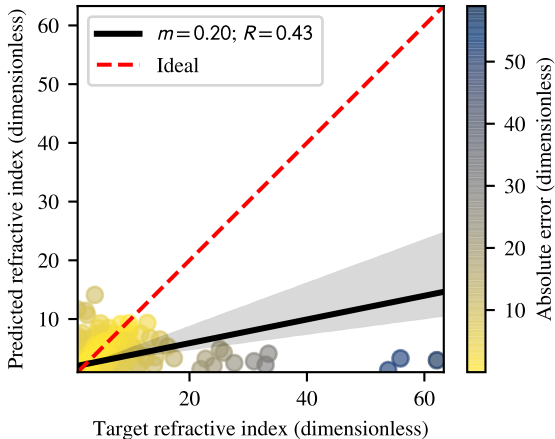 m=0.20; R=0.43
Ideal
Predicted refractive index (dimensionless)
60
50
40
30
20
10
20
40
60
Target refractive index (dimensionless)
50
40
30
20
10
Absolute error (dimensionless)